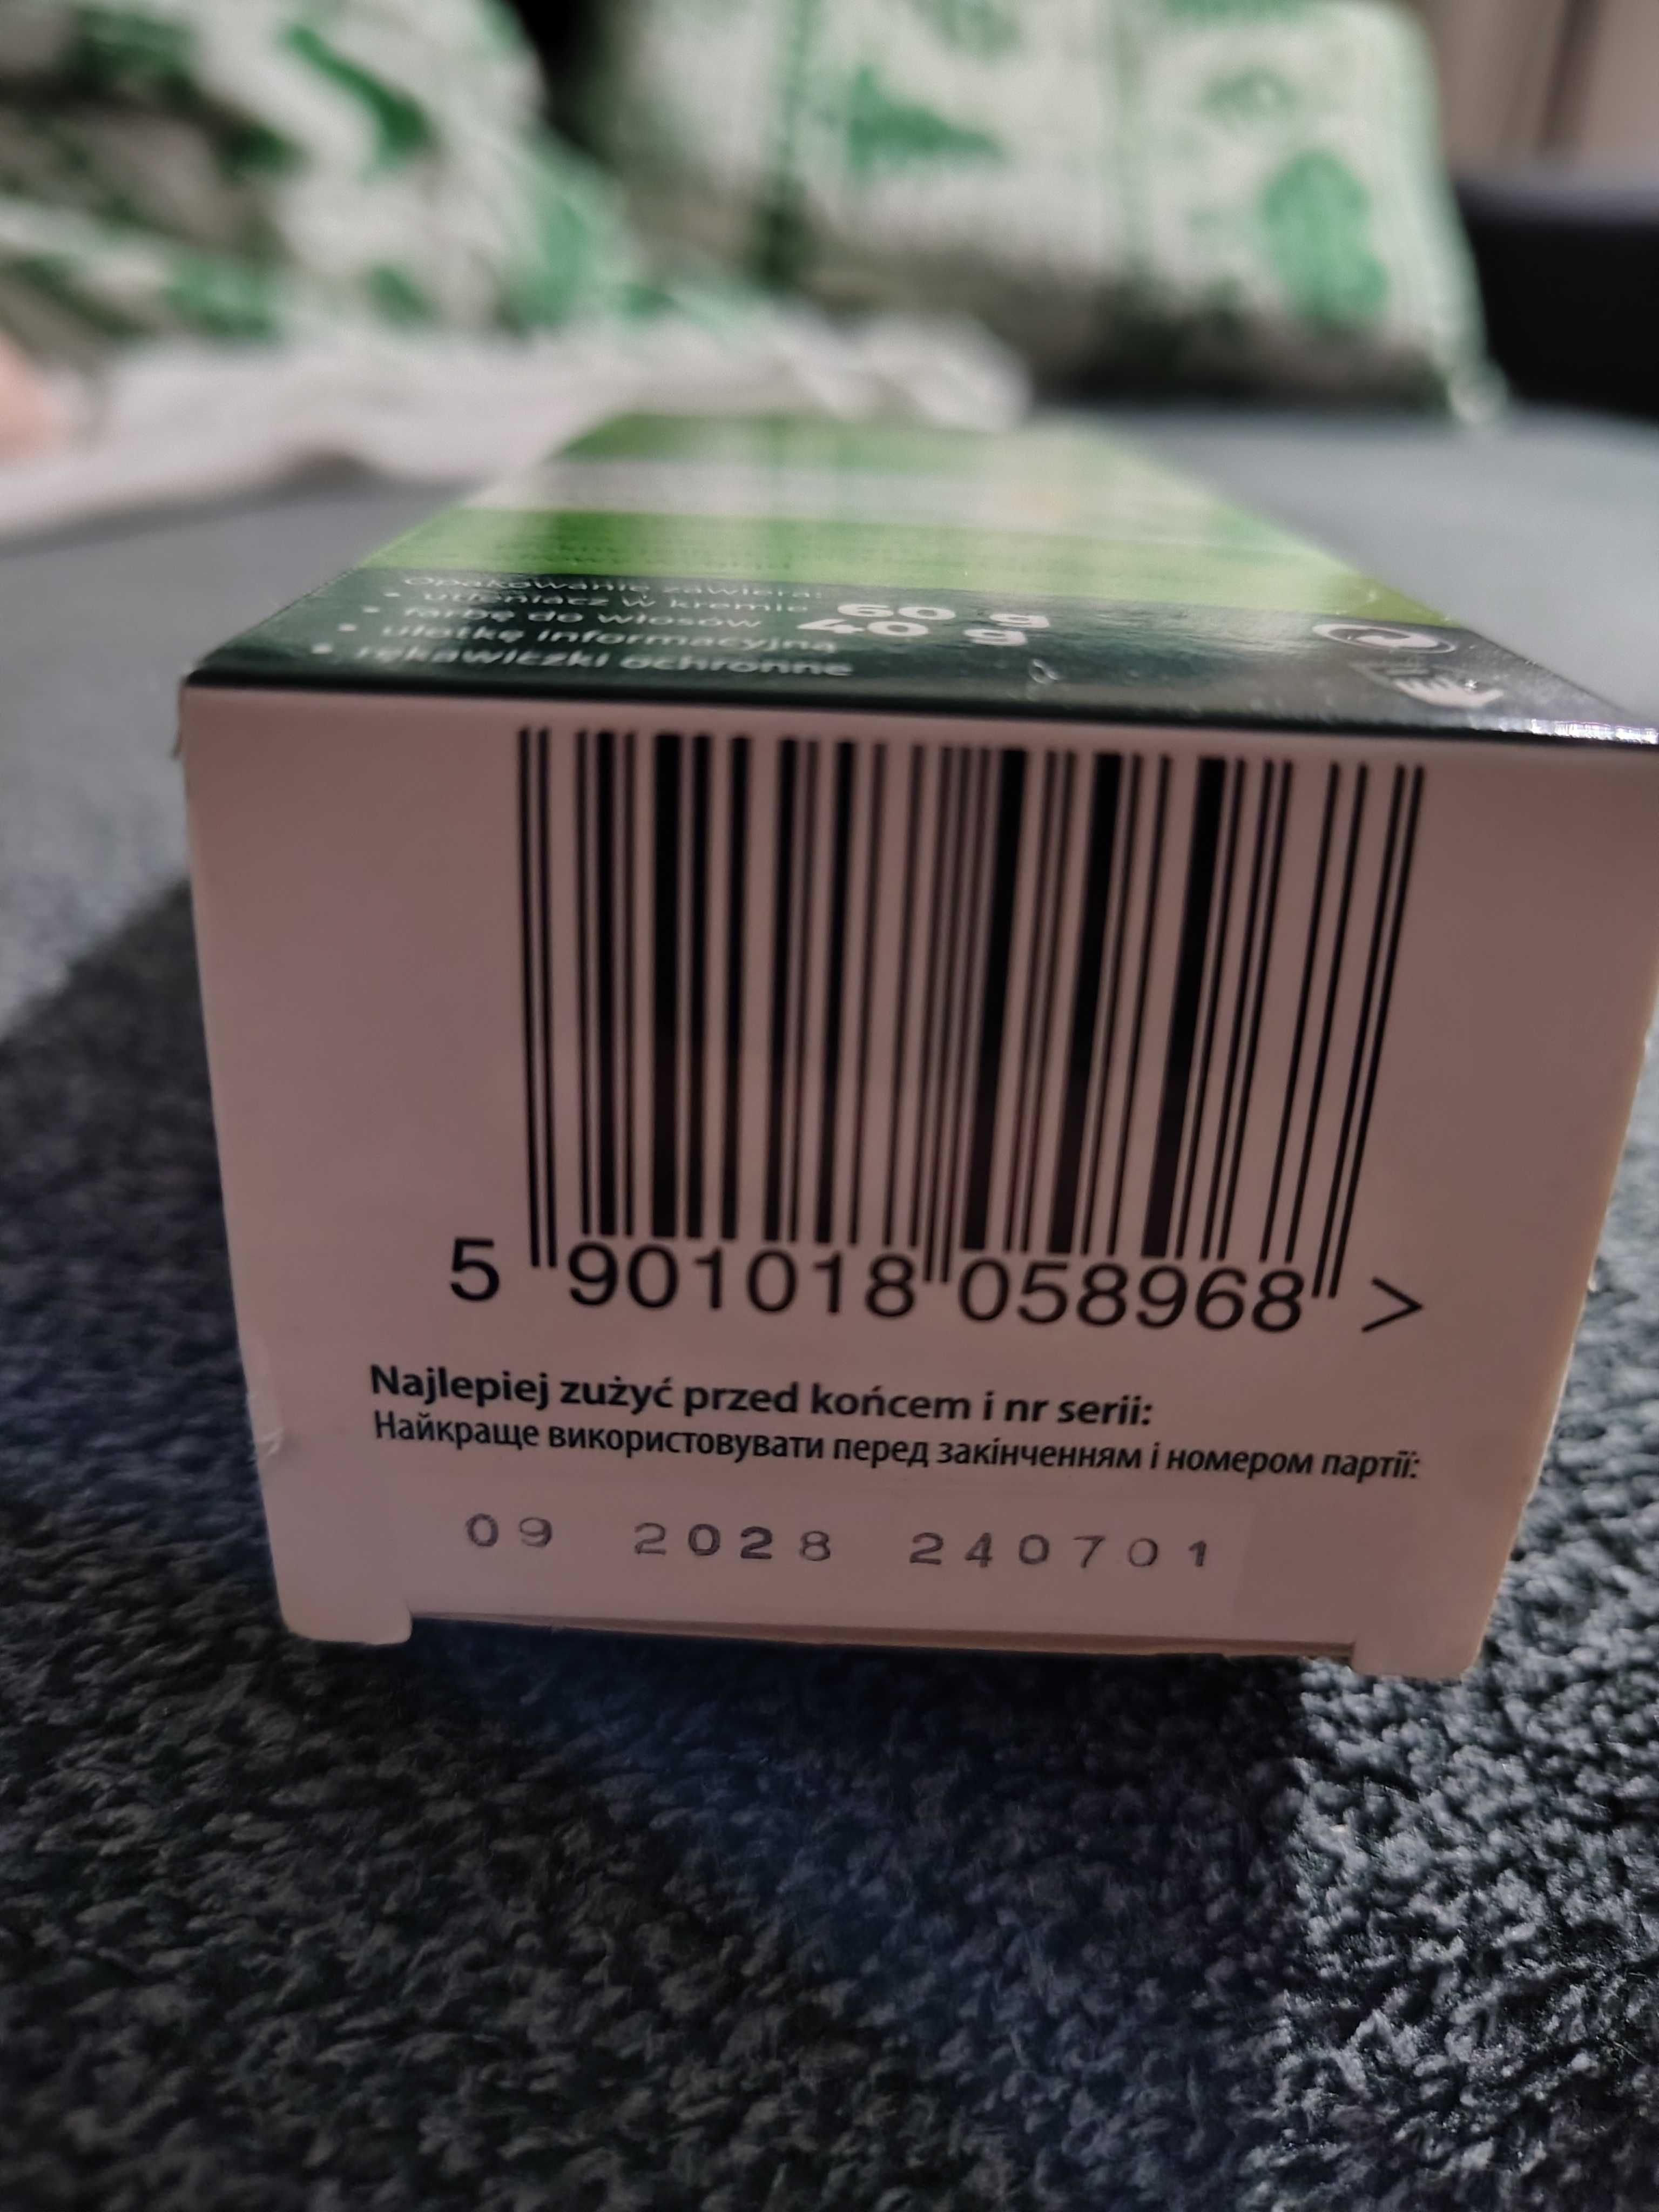 Opakowanie zawiera:
• utleniacz w kremie 60 g
• farbę do włosów 40 g
• ulotkę informacyjną
• rękawiczki ochronne
5 901018 058968 >
Najlepiej zużyć przed końcem i nr serii:
Найкраще використовувати перед закінченням і номером партії:
09 2028 240701